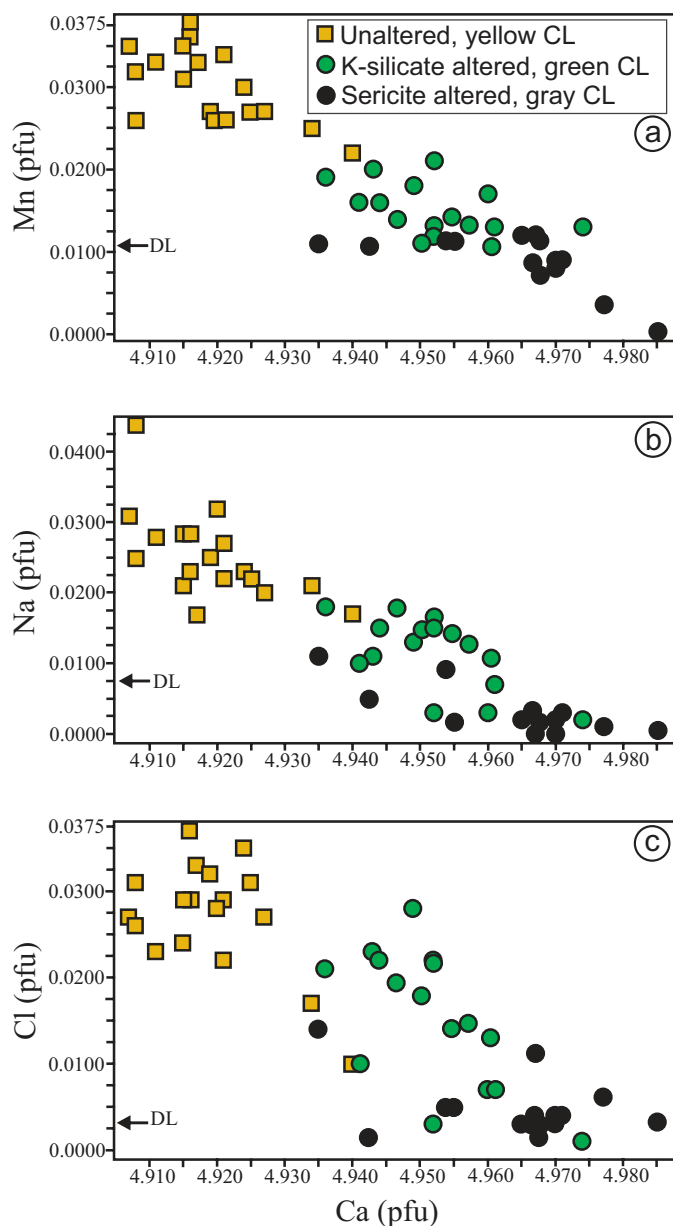 0.0375
0.0300
0.0200
0.0100
0.0000
Mn (pfu)
DL
Unaltered, yellow CL
K-silicate altered, green CL
Sericite altered, gray CL
a
4.910 4.920 4.930 4.940 4.950 4.960 4.970 4.980
0.0400
0.0300
0.0200
0.0100
0.0000
Na (pfu)
DL
b
4.910 4.920 4.930 4.940 4.950 4.960 4.970 4.980
0.0375
0.0300
0.0200
0.0100
0.0000
Cl (pfu)
DL
c
4.910 4.920 4.930 4.940 4.950 4.960 4.970 4.980
Ca (pfu)